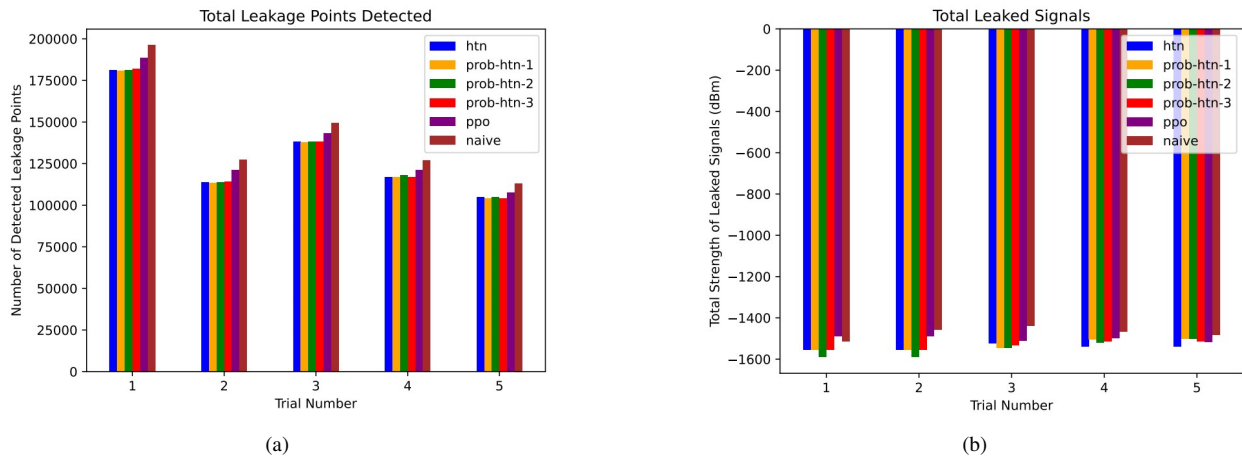 Total Leakage Points Detected
Number of Detected Leakage Points
200000
175000
150000
125000
100000
75000
50000
25000
0
htn
prob-htn-1
prob-htn-2
prob-htn-3
ppo
naive
1 2 3 4 5
Trial Number
(a)
Total Leaked Signals
Total Strength of Leaked Signals (dBm)
0
−200
−400
−600
−800
−1000
−1200
−1400
−1600
htn
prob-htn-1
prob-htn-2
prob-htn-3
ppo
naive
1 2 3 4 5
Trial Number
(b)